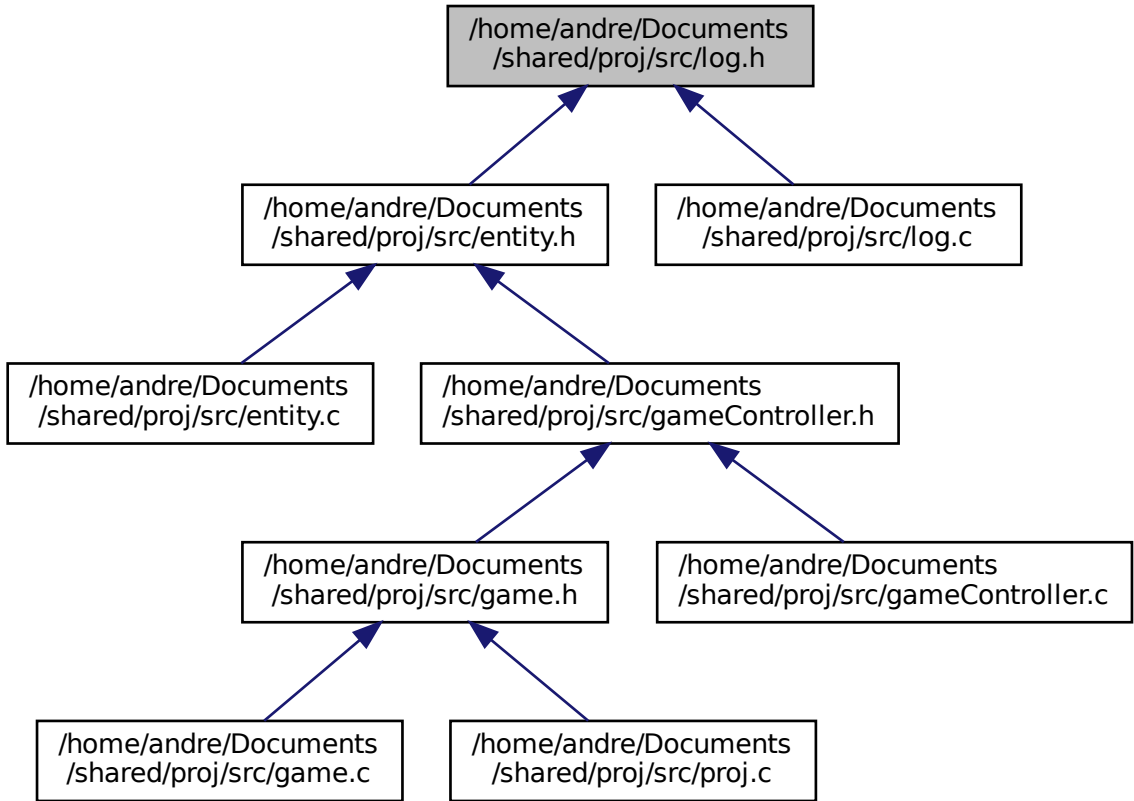 /home/andre/Documents
/shared/proj/src/log.h
/home/andre/Documents
/shared/proj/src/entity.h
/home/andre/Documents
/shared/proj/src/log.c
/home/andre/Documents
/shared/proj/src/entity.c
/home/andre/Documents
/shared/proj/src/gameController.h
/home/andre/Documents
/shared/proj/src/game.h
/home/andre/Documents
/shared/proj/src/gameController.c
/home/andre/Documents
/shared/proj/src/game.c
/home/andre/Documents
/shared/proj/src/proj.c